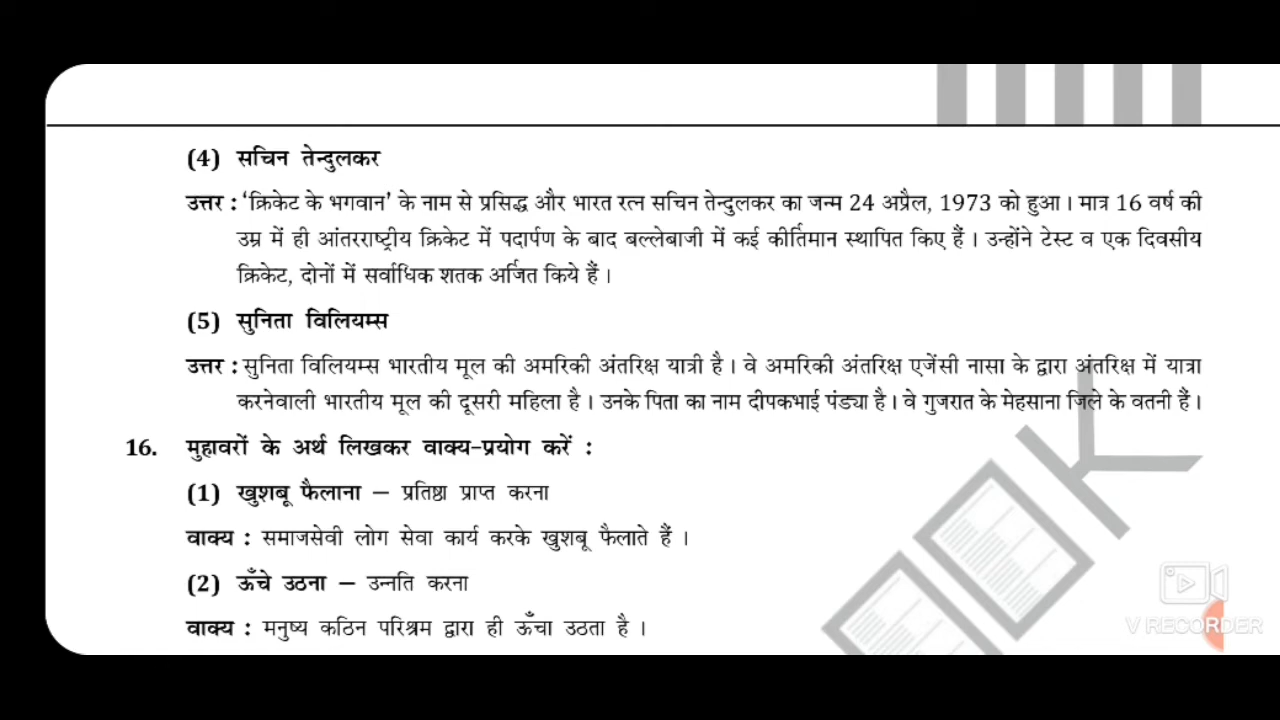 (4) सचिन तेन्दुलकर
उत्तर : ‘क्रिकेट के भगवान’ के नाम से प्रसिद्ध और भारत रत्न सचिन तेन्दुलकर का जन्म 24 अप्रैल, 1973 को हुआ । मात्र 16 वर्ष की
उम्र में ही आंतरराष्ट्रीय क्रिकेट में पदार्पण के बाद बल्लेबाजी में कई कीर्तिमान स्थापित किए हैं । उन्होंने टेस्ट व एक दिवसीय
क्रिकेट, दोनों में सर्वाधिक शतक अर्जित किये हैं ।
(5) सुनिता विलियम्स
उत्तर : सुनिता विलियम्स भारतीय मूल की अमरिकी अंतरिक्ष यात्री है । वे अमरिकी अंतरिक्ष एजेंसी नासा के द्वारा अंतरिक्ष में यात्रा
करनेवाली भारतीय मूल की दूसरी महिला है । उनके पिता का नाम दीपकभाई पंड्या है । वे गुजरात के मेहसाना जिले के वतनी हैं ।
16. मुहावरों के अर्थ लिखकर वाक्य-प्रयोग करें :
(1) खुशबू फैलाना – प्रतिष्ठा प्राप्त करना
वाक्य : समाजसेवी लोग सेवा कार्य करके खुशबू फैलाते हैं ।
(2) ऊँचे उठना – उन्नति करना
वाक्य : मनुष्य कठिन परिश्रम द्वारा ही ऊँचा उठता है ।
K
V RECORDER